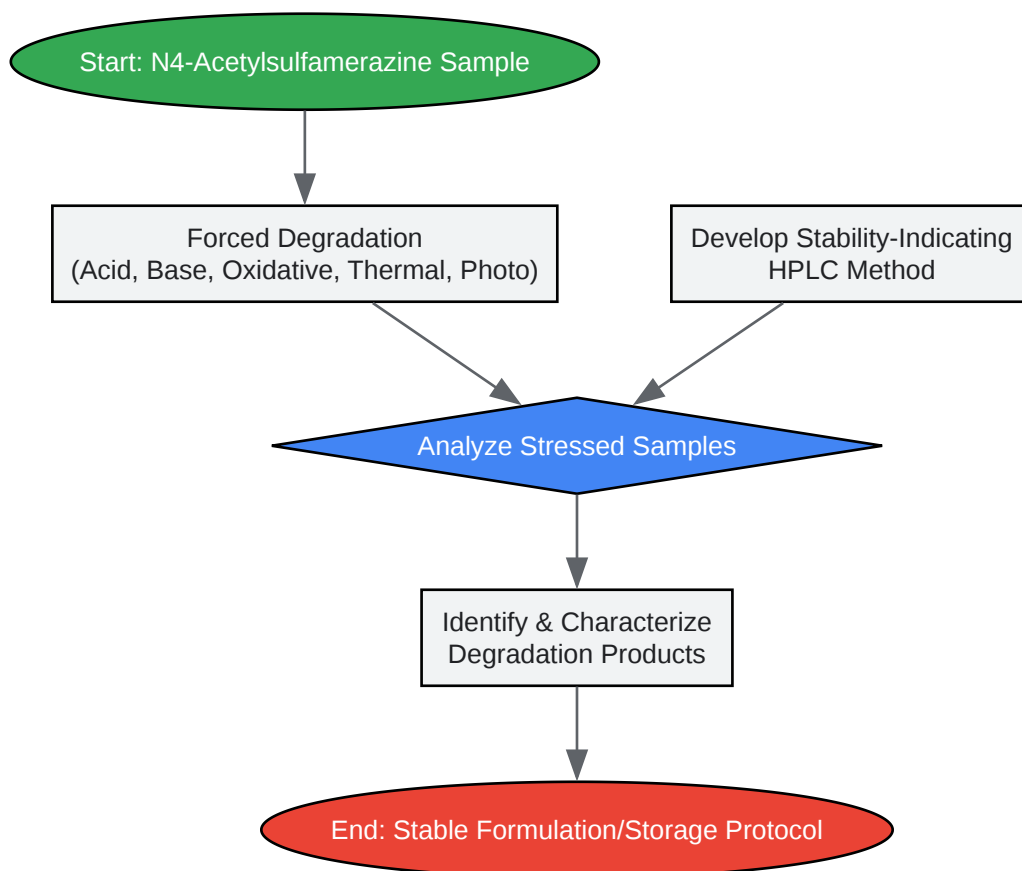 Start: N4-Acetylsulfamerazine Sample
Forced Degradation
(Acid, Base, Oxidative, Thermal, Photo)
Develop Stability-Indicating
HPLC Method
Analyze Stressed Samples
Identify & Characterize
Degradation Products
End: Stable Formulation/Storage Protocol